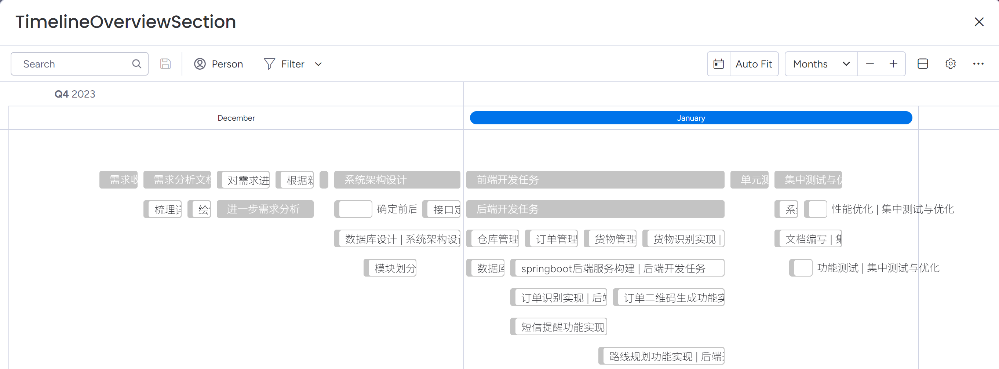 TimelineOverviewSection
Search
Person
Filter
Auto Fit
Months
Q4 2023
December
January
需求收
需求分析文档
对需求进
根据新
系统架构设计
前端开发任务
单元测
集中测试与优
梳理详
绘制
进一步需求分析
确定前后
接口定
后端开发任务
系统
性能优化 | 集中测试与优化
数据库设计 | 系统架构设计
仓库管理
订单管理
货物管理
货物识别实现 |
文档编写 | 集
模块划分
数据库
springboot后端服务构建 | 后端开发任务
功能测试 | 集中测试与优化
订单识别实现 | 后端
订单二维码生成功能实
短信提醒功能实现
路线规划功能实现 | 后端开